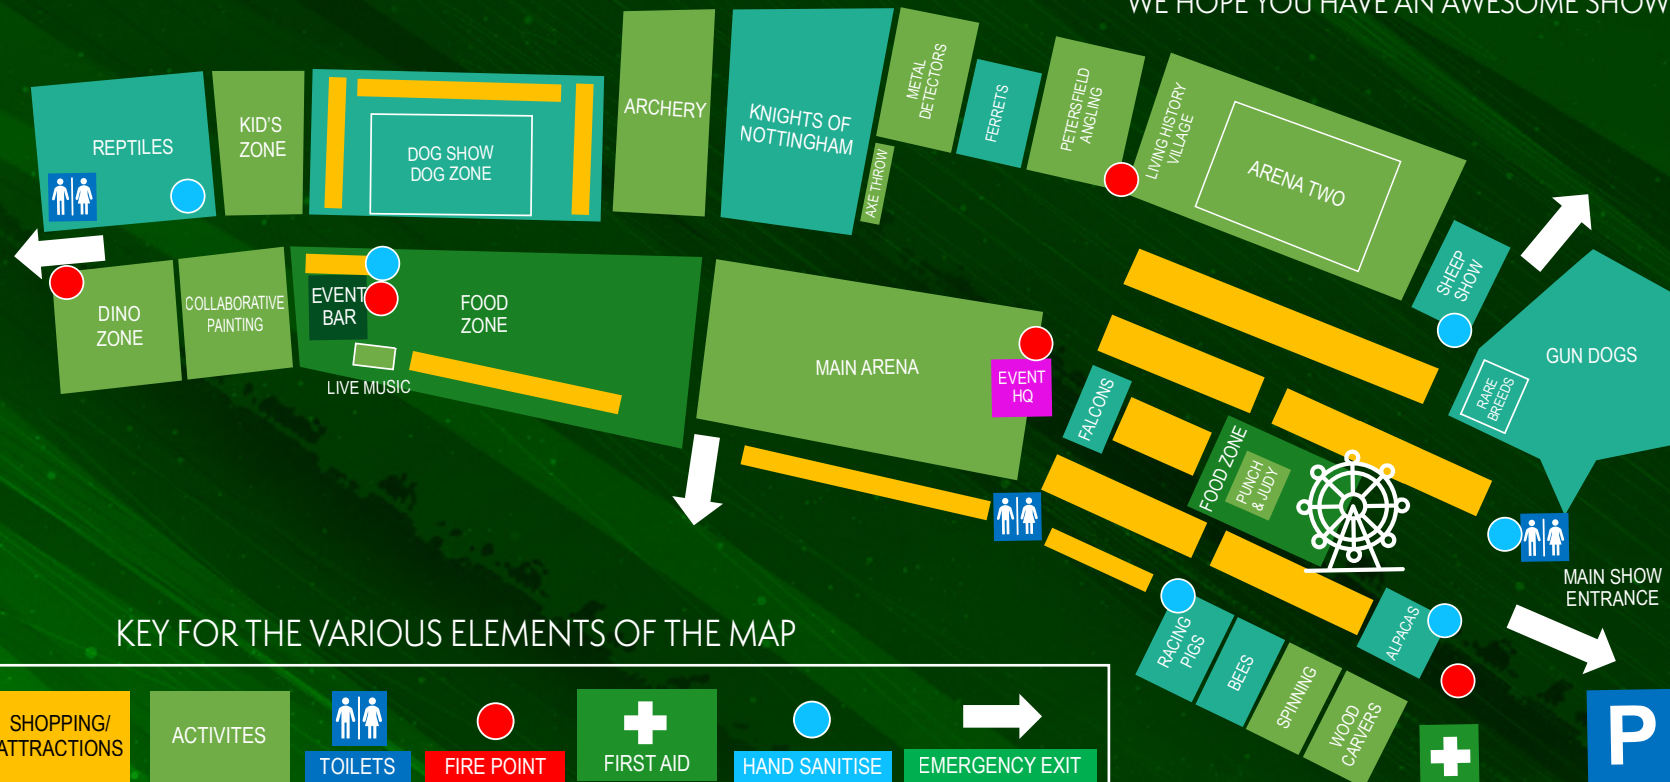 WE HOPE YOU HAVE AN AWESOME SHOW
REPTILES
KID'S
ZONE
DOG SHOW
DOG ZONE
ARCHERY
KNIGHTS OF
NOTTINGHAM
METAL
DETECTORS
AXE THROW
FERRETS
PETERSFIELD
ANGLING
LIVING HISTORY
VILLAGE
ARENA TWO
SHEEP
SHOW
GUN DOGS
RARE
BREEDS
DINO
ZONE
COLLABORATIVE
PAINTING
EVENT
BAR
FOOD
ZONE
LIVE MUSIC
MAIN ARENA
EVENT
HQ
FALCONS
FOOD ZONE
PUNCH
& JUDY
MAIN SHOW
ENTRANCE
RACING
PIGS
BEES
SPINNING
WOOD
CARVERS
ALPACAS
P
KEY FOR THE VARIOUS ELEMENTS OF THE MAP
SHOPPING/
ATTRACTIONS
ACTIVITES
TOILETS
FIRE POINT
FIRST AID
HAND SANITISE
EMERGENCY EXIT